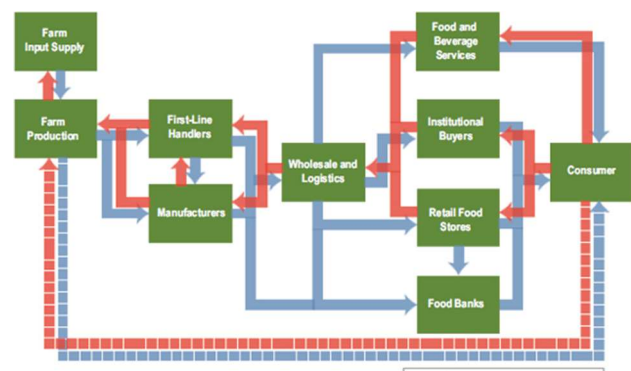 Farm
Input Supply
Farm
Production
First-Line
Handlers
Manufacturers
Wholesale and
Logistics
Food and
Beverage
Services
Institutional
Buyers
Retail Food
Stores
Food Banks
Consumer